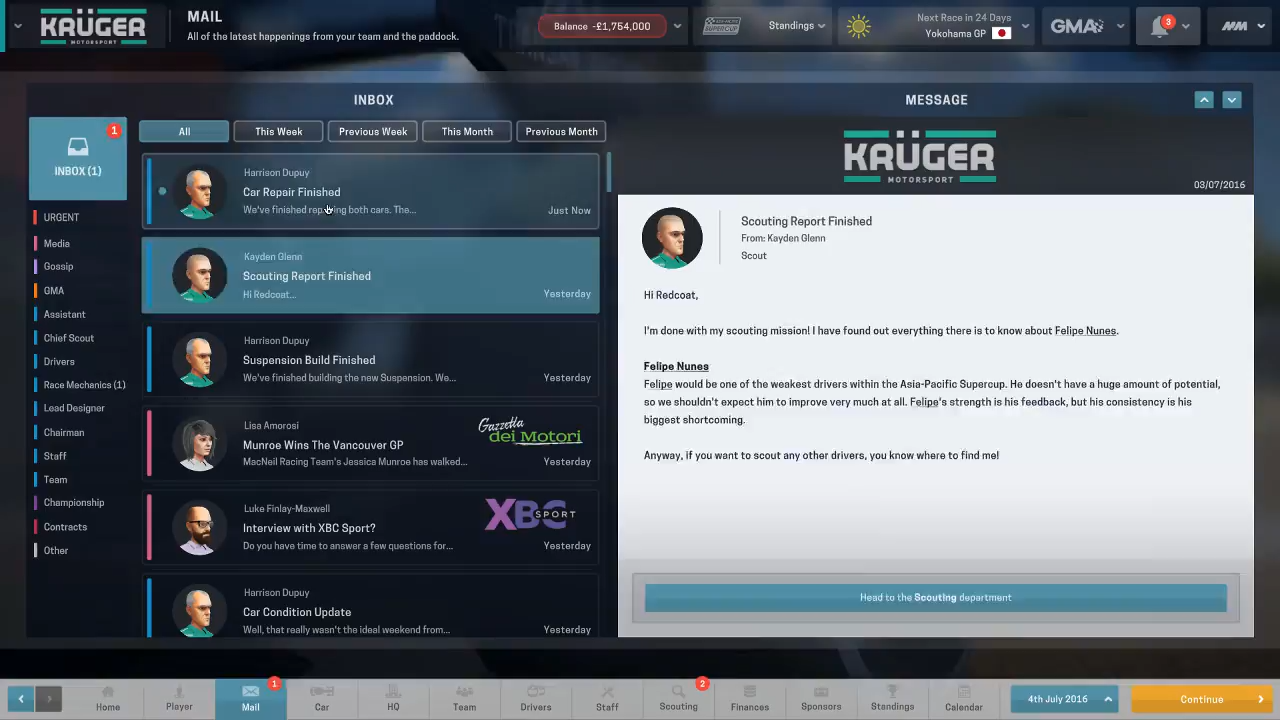 KRÜGER
MOTORSPORT
MAIL
All of the latest happenings from your team and the paddock.
Balance -£1,754,000
Standings
Next Race in 24 Days
Yokohama GP
GMA
3
INBOX
MESSAGE
1
INBOX (1)
URGENT
Media
Gossip
GMA
Assistant
Chief Scout
Drivers
Race Mechanics (1)
Lead Designer
Chairman
Staff
Team
Championship
Contracts
Other
All
This Week
Previous Week
This Month
Previous Month
Harrison Dupuy
Car Repair Finished
Just Now
Kayden Glenn
Scouting Report Finished
Hi Redcoat...
Yesterday
Harrison Dupuy
Suspension Build Finished
We've finished building the new Suspension. We...
Yesterday
Lisa Amorosi
Munroe Wins The Vancouver GP
MacNeil Racing Team's Jessica Munroe has walked...
Gazzetta
dei Motori
Yesterday
Luke Finlay-Maxwell
Interview with XBC Sport?
Do you have time to answer a few questions for...
XBC SPORT
Yesterday
Harrison Dupuy
Car Condition Update
Well, that really wasn't the ideal weekend from...
Yesterday
KRÜGER
MOTORSPORT
03/07/2016
Scouting Report Finished
From: Kayden Glenn
Scout
Hi Redcoat,
I'm done with my scouting mission! I have found out everything there is to know about Felipe Nunes.
Felipe Nunes
Felipe would be one of the weakest drivers within the Asia-Pacific Supercup. He doesn't have a huge amount of potential,
so we shouldn't expect him to improve very much at all. Felipe's strength is his feedback, but his consistency is his
biggest shortcoming.
Anyway, if you want to scout any other drivers, you know where to find me!
Head to the Scouting department
Home
Player
1
Mail
Car
HQ
Team
Drivers
Staff
2
Scouting
Finances
Sponsors
Standings
Calendar
4th July 2016
Continue